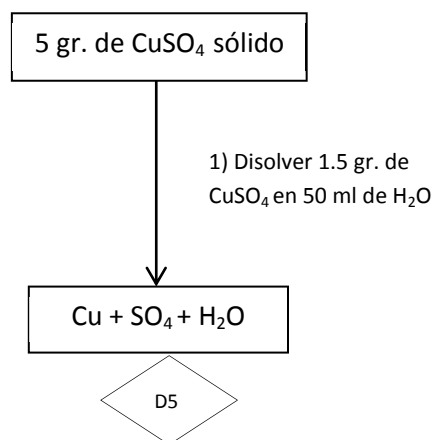 5 gr. de CuSO₄ sólido
1) Disolver 1.5 gr. de
CuSO₄ en 50 ml de H₂O
Cu + SO₄ + H₂O
D5